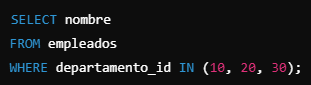 SELECT nombre
FROM empleados
WHERE departamento_id IN (10, 20, 30);